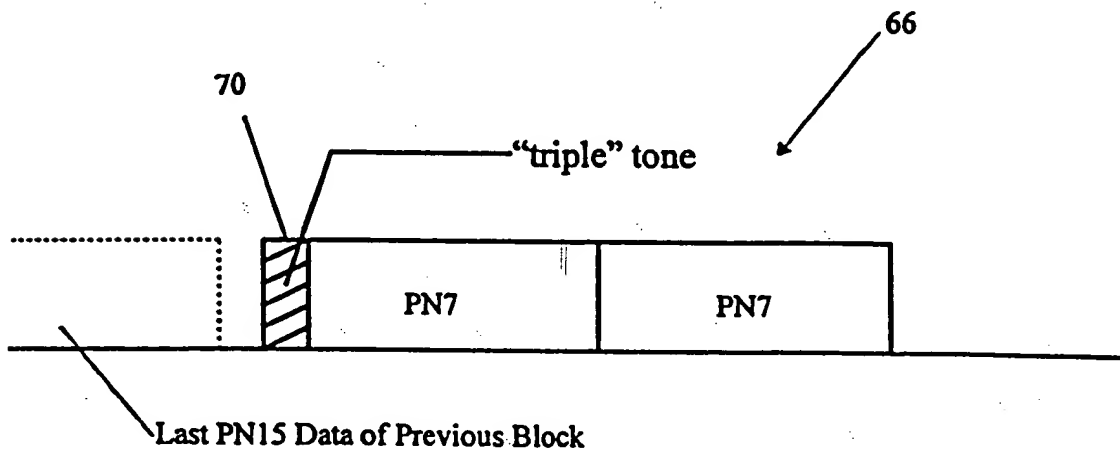 66
70
“triple” tone
PN7
PN7
Last PN15 Data of Previous Block